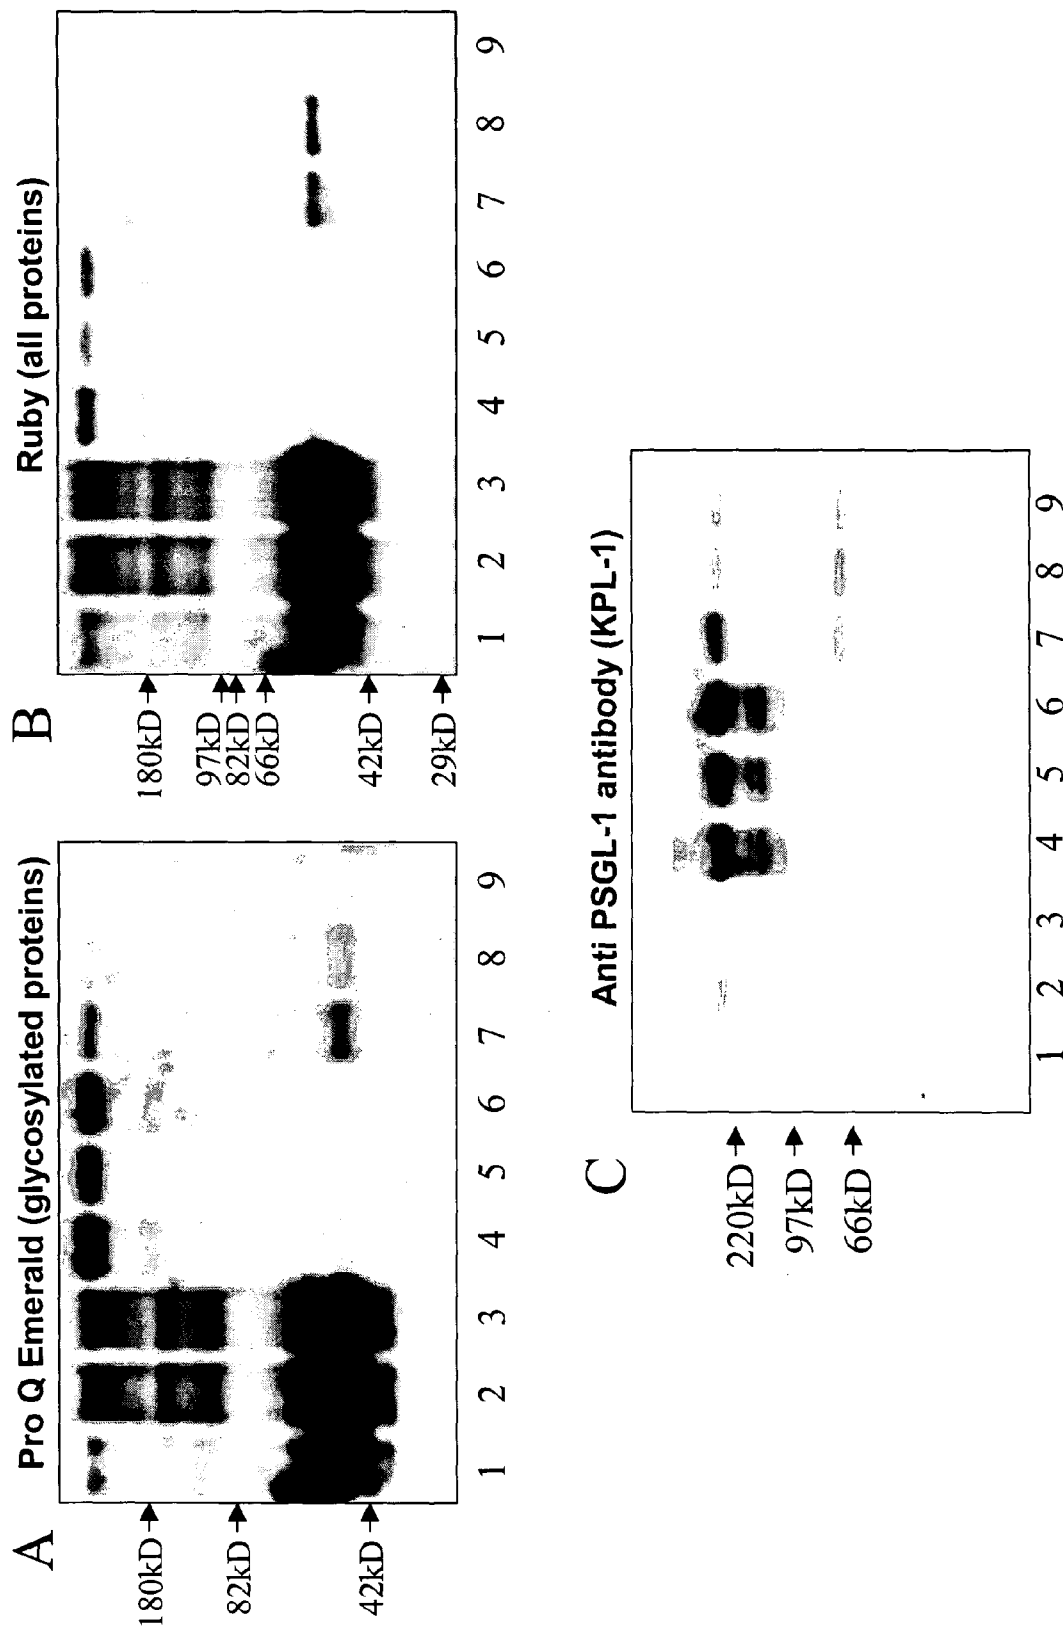 A
Pro Q Emerald (glycosylated proteins)
180kD
82kD
42kD
1 2 3 4 5 6 7 8 9
B
Ruby (all proteins)
180kD
97kD
82kD
66kD
42kD
29kD
1 2 3 4 5 6 7 8 9
C
Anti PSGL-1 antibody (KPL-1)
220kD
97kD
66kD
1 2 3 4 5 6 7 8 9